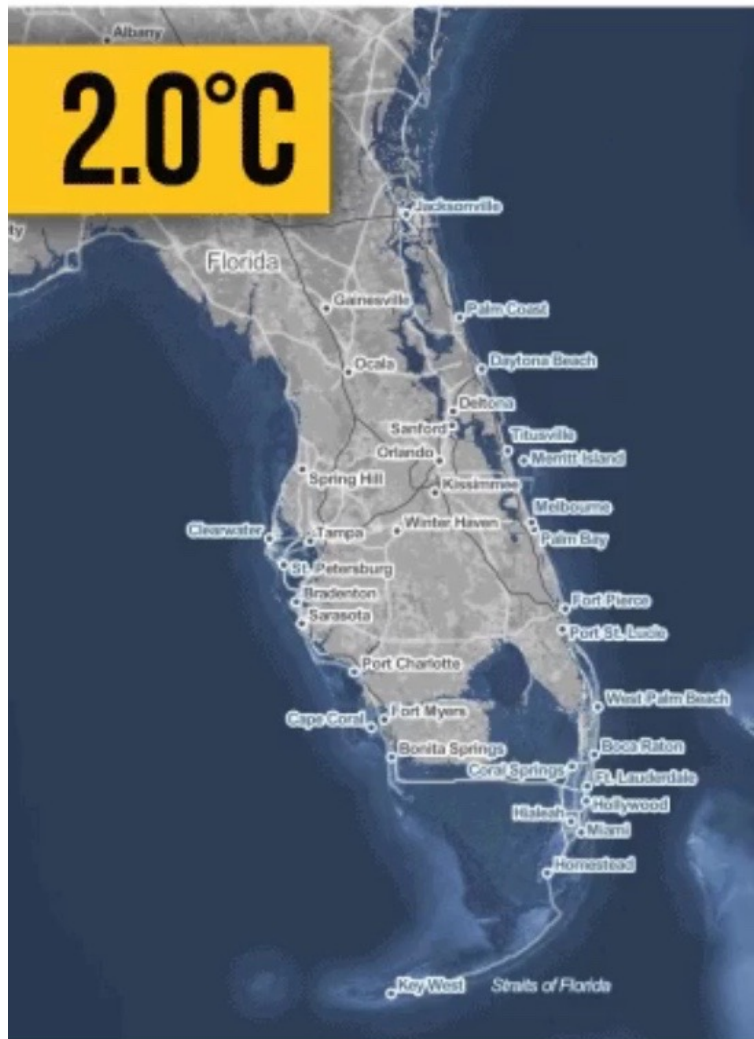 Albany
2.0°C
ty
Jacksonville
Florida
Gainesville
Palm Coast
Ocala
Daytona Beach
Deltona
Sanford
Titusville
Orlando
Merritt Island
Spring Hill
Kissimmee
Melbourne
Clearwater
Tampa
Winter Haven
Palm Bay
St. Petersburg
Bradenton
Fort Pierce
Sarasota
Port St. Lucie
Port Charlotte
West Palm Beach
Cape Coral
Fort Myers
Bonita Springs
Boca Raton
Coral Springs
Ft. Lauderdale
Hollywood
Hialeah
Miami
Homestead
Key West
Straits of Florida